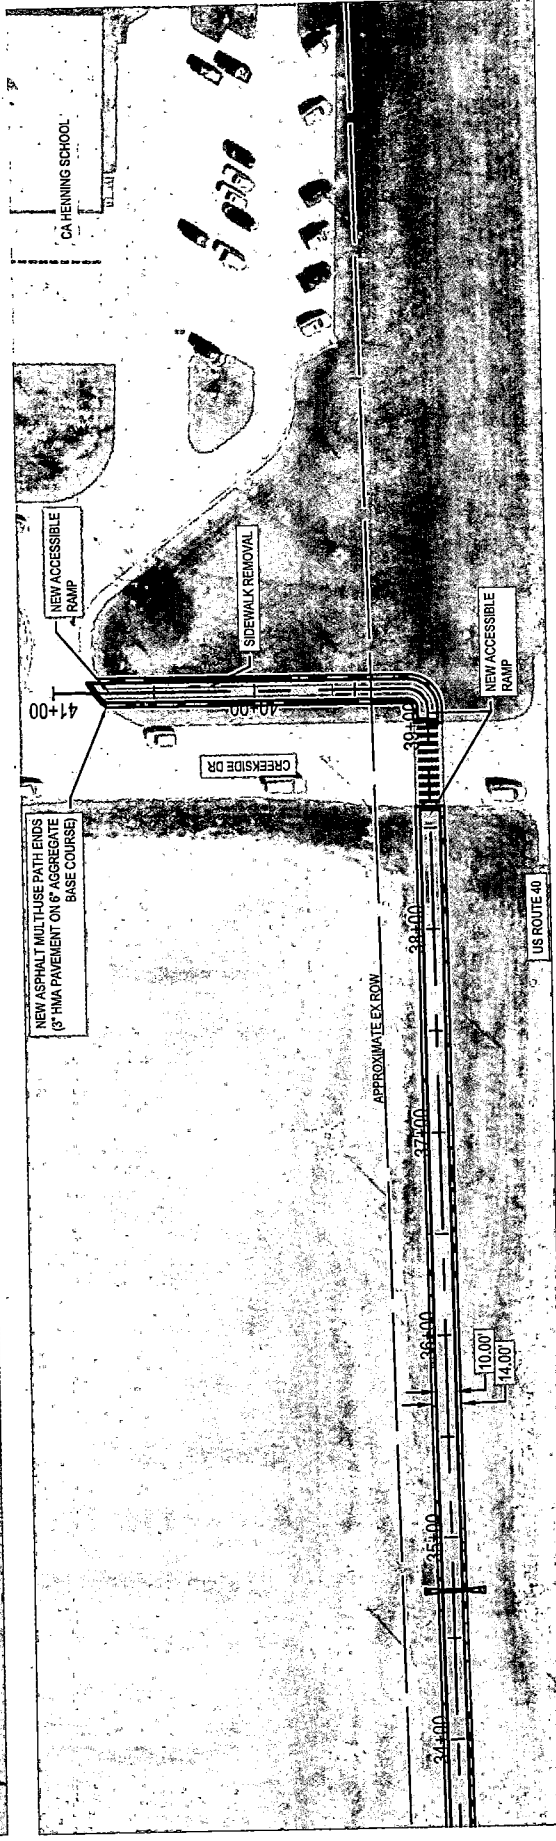 CA HENNING SCHOOL
NEW ACCESSIBLE
RAMP
SIDEWALK REMOVAL
NEW ACCESSIBLE
RAMP
41+00
40+00
39+00
CREEKSIDE DR
NEW ASPHALT MULTI-USE PATH ENDS
(3" HMA PAVEMENT ON 6" AGGREGATE
BASE COURSE)
US ROUTE 40
38+00
APPROXIMATE EX ROW
37+00
36+00
10.00'
14.00'
35+00
34+00